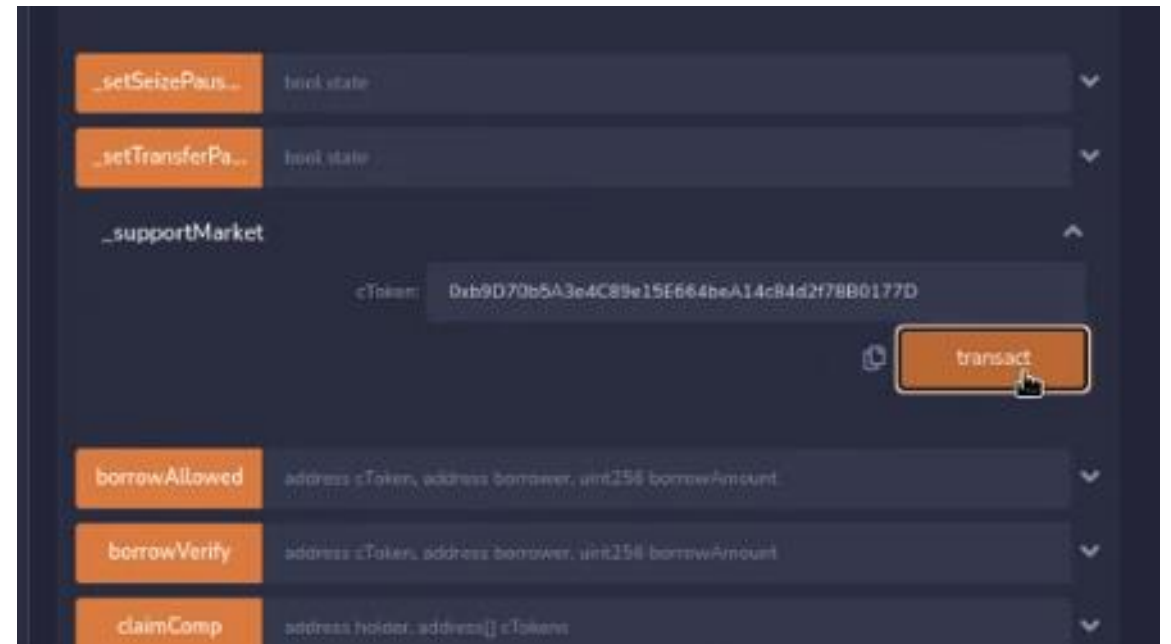 _setSeizePaus...
bool state
_setTransferPa...
bool state
_supportMarket
cToken:
0xb9D70b5A3e4C89e15E664beA14c84d2f78B0177D
transact
borrowAllowed
address cToken, address borrower, uint256 borrowAmount
borrowVerify
address cToken, address borrower, uint256 borrowAmount
claimComp
address holder, address[] cTokens